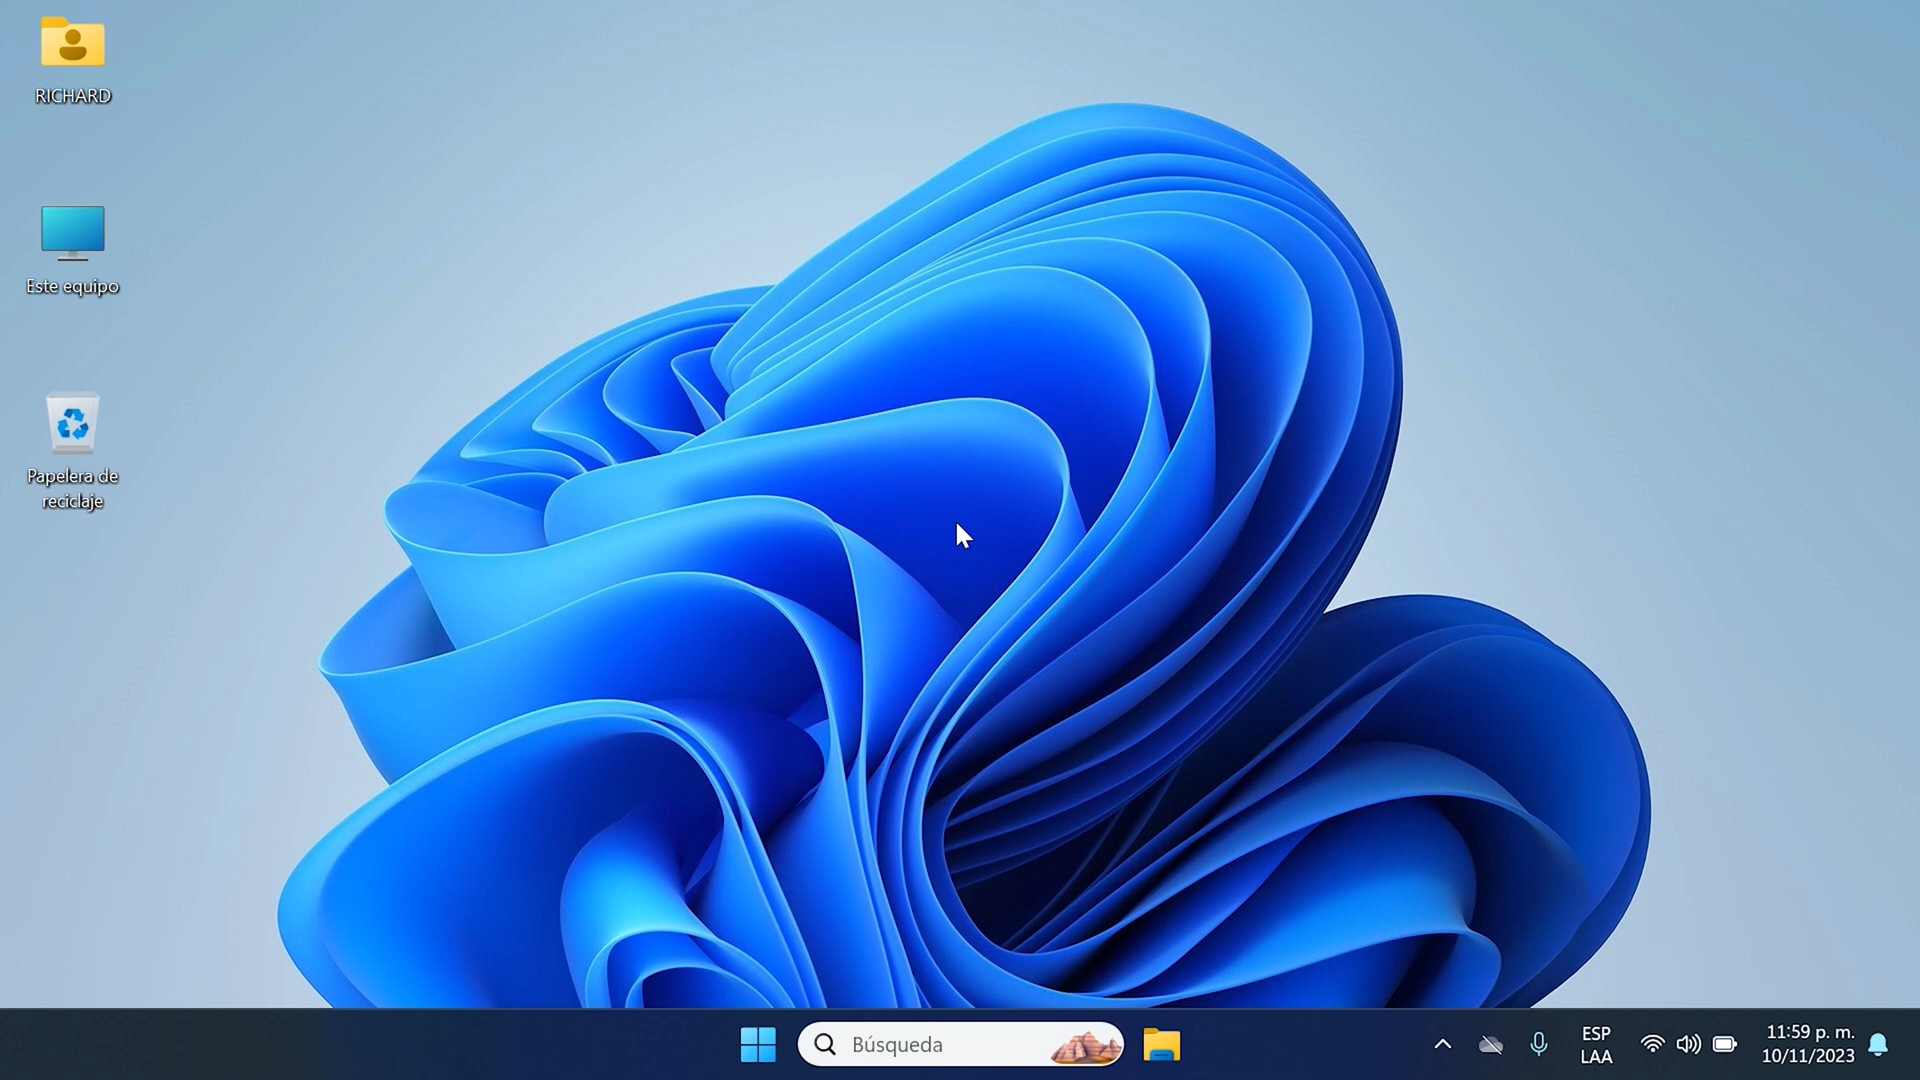 RICHARD
Este equipo
Papelera de
reciclaje
Búsqueda
ESP
LAA
11:59 p. m.
10/11/2023